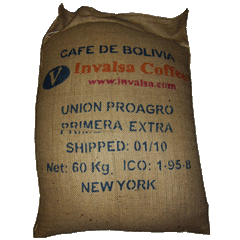 CAFE DE BOLIVIA
V Invalsa Coffee
www.invalsa.com
UNION PROAGRO
PRIMERA EXTRA
SHIPPED: 01/10
Net: 60 Kg. ICO: 1-95-8
NEW YORK